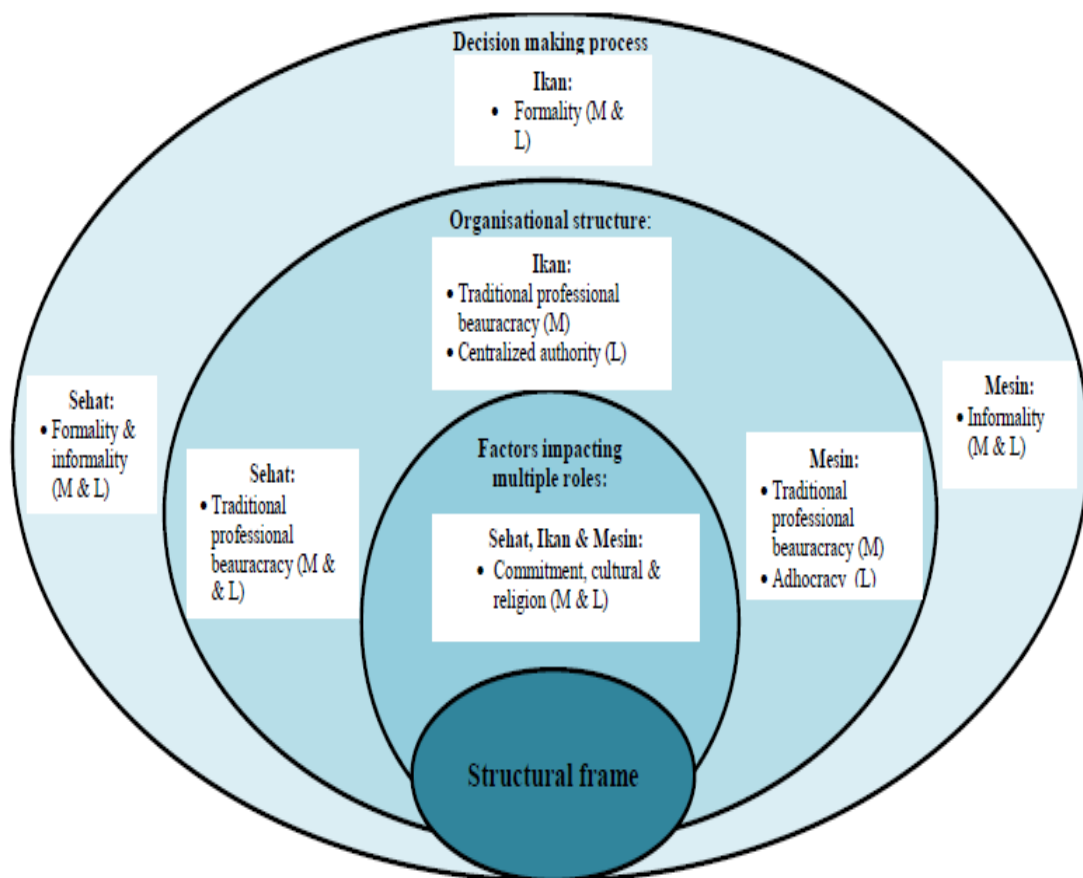 Decision making process
Ikan:
• Formality (M &
L)
Organisational structure:
Ikan:
• Traditional professional
beauracracy (M)
• Centralized authority (L)
Sehat:
• Formality &
informality
(M & L)
Mesin:
• Informality
(M & L)
Sehat:
• Traditional
professional
beauracracy (M &
& L)
Factors impacting
multiple roles:
Mesin:
• Traditional
professional
beauracracy (M)
• Adhocracy (L)
Sehat, Ikan & Mesin:
• Commitment, cultural &
religion (M & L)
Structural frame